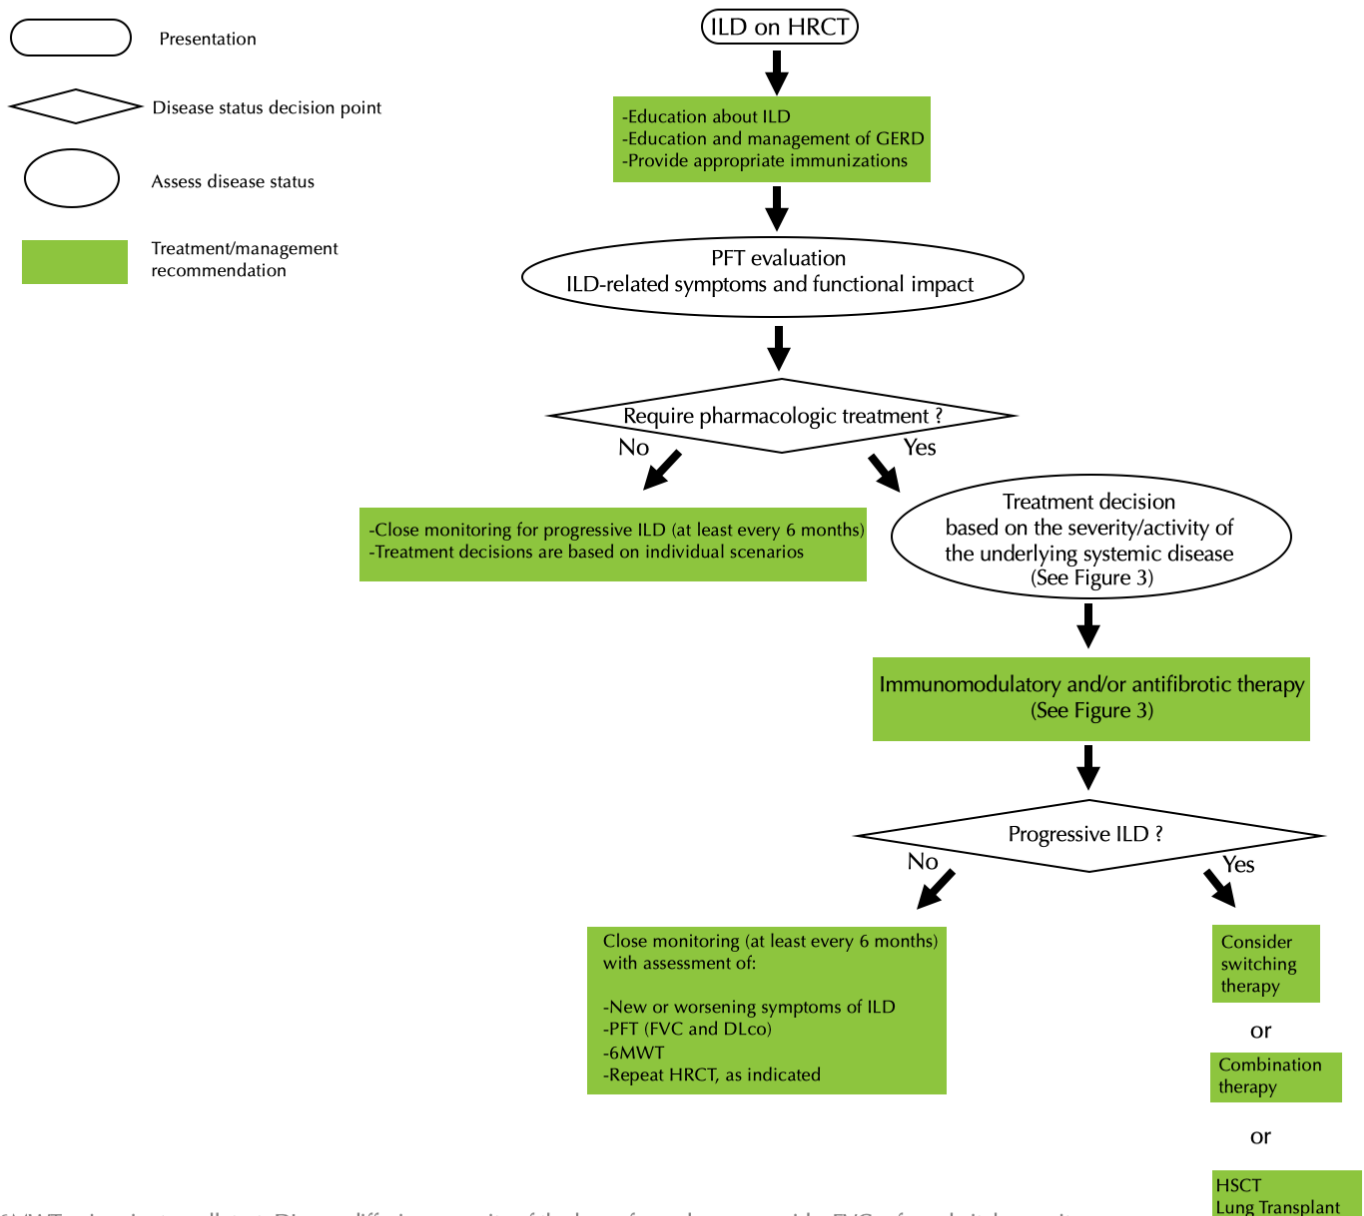 Presentation
Disease status decision point
Assess disease status
Treatment/management
recommendation
ILD on HRCT
-Education about ILD
-Education and management of GERD
-Provide appropriate immunizations
PFT evaluation
ILD-related symptoms and functional impact
Require pharmacologic treatment ?
No
Yes
-Close monitoring for progressive ILD (at least every 6 months)
-Treatment decisions are based on individual scenarios
Treatment decision
based on the severity/activity of
the underlying systemic disease
(See Figure 3)
Immunomodulatory and/or antifibrotic therapy
(See Figure 3)
Progressive ILD ?
No
Yes
Close monitoring (at least every 6 months)
with assessment of:
-New or worsening symptoms of ILD
-PFT (FVC and DLco)
-6MWT
-Repeat HRCT, as indicated
Consider
switching
therapy
or
Combination
therapy
or
HSCT
Lung Transplant